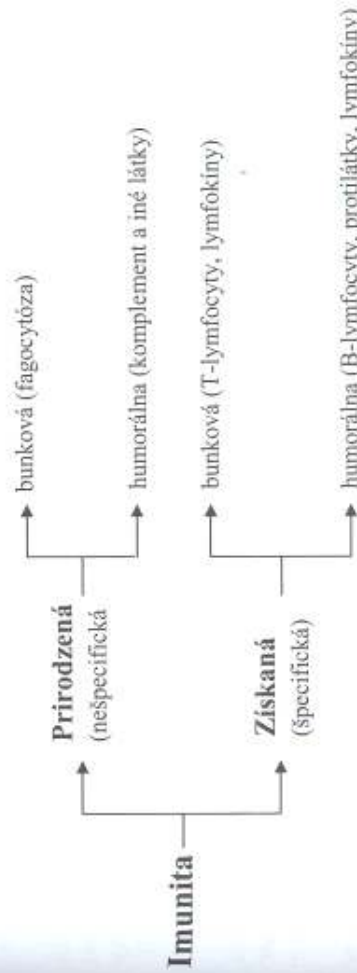 Imunita
Prirodzená
(nešpecifická
bunková (fagocytóza)
humorálna (komplement a iné látky)
Získaná
(špecifická)
bunková (T-lymfocyty, lymfokíny)
humorálna (B-lymfocyty, protilátky, lymfokíny)